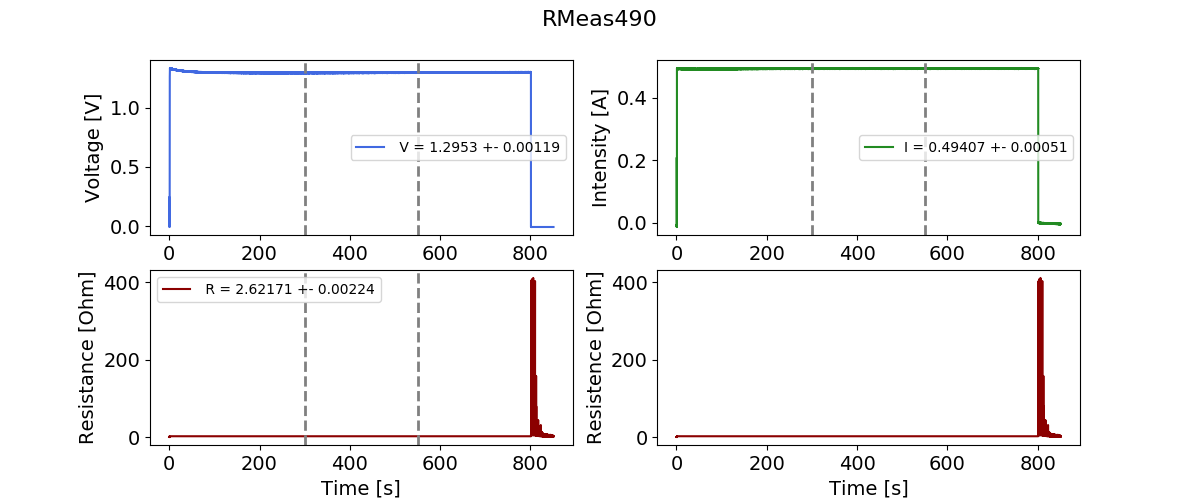 RMeas490
Voltage [V]
1.0
0.5
0.0
V = 1.2953 +- 0.00119
0 200 400 600 800
Intensity [A]
0.4
0.2
0.0
I = 0.49407 +- 0.00051
0 200 400 600 800
Resistance [Ohm]
400
200
0
R = 2.62171 +- 0.00224
0 200 400 600 800
Time [s]
Resistence [Ohm]
400
200
0
0 200 400 600 800
Time [s]